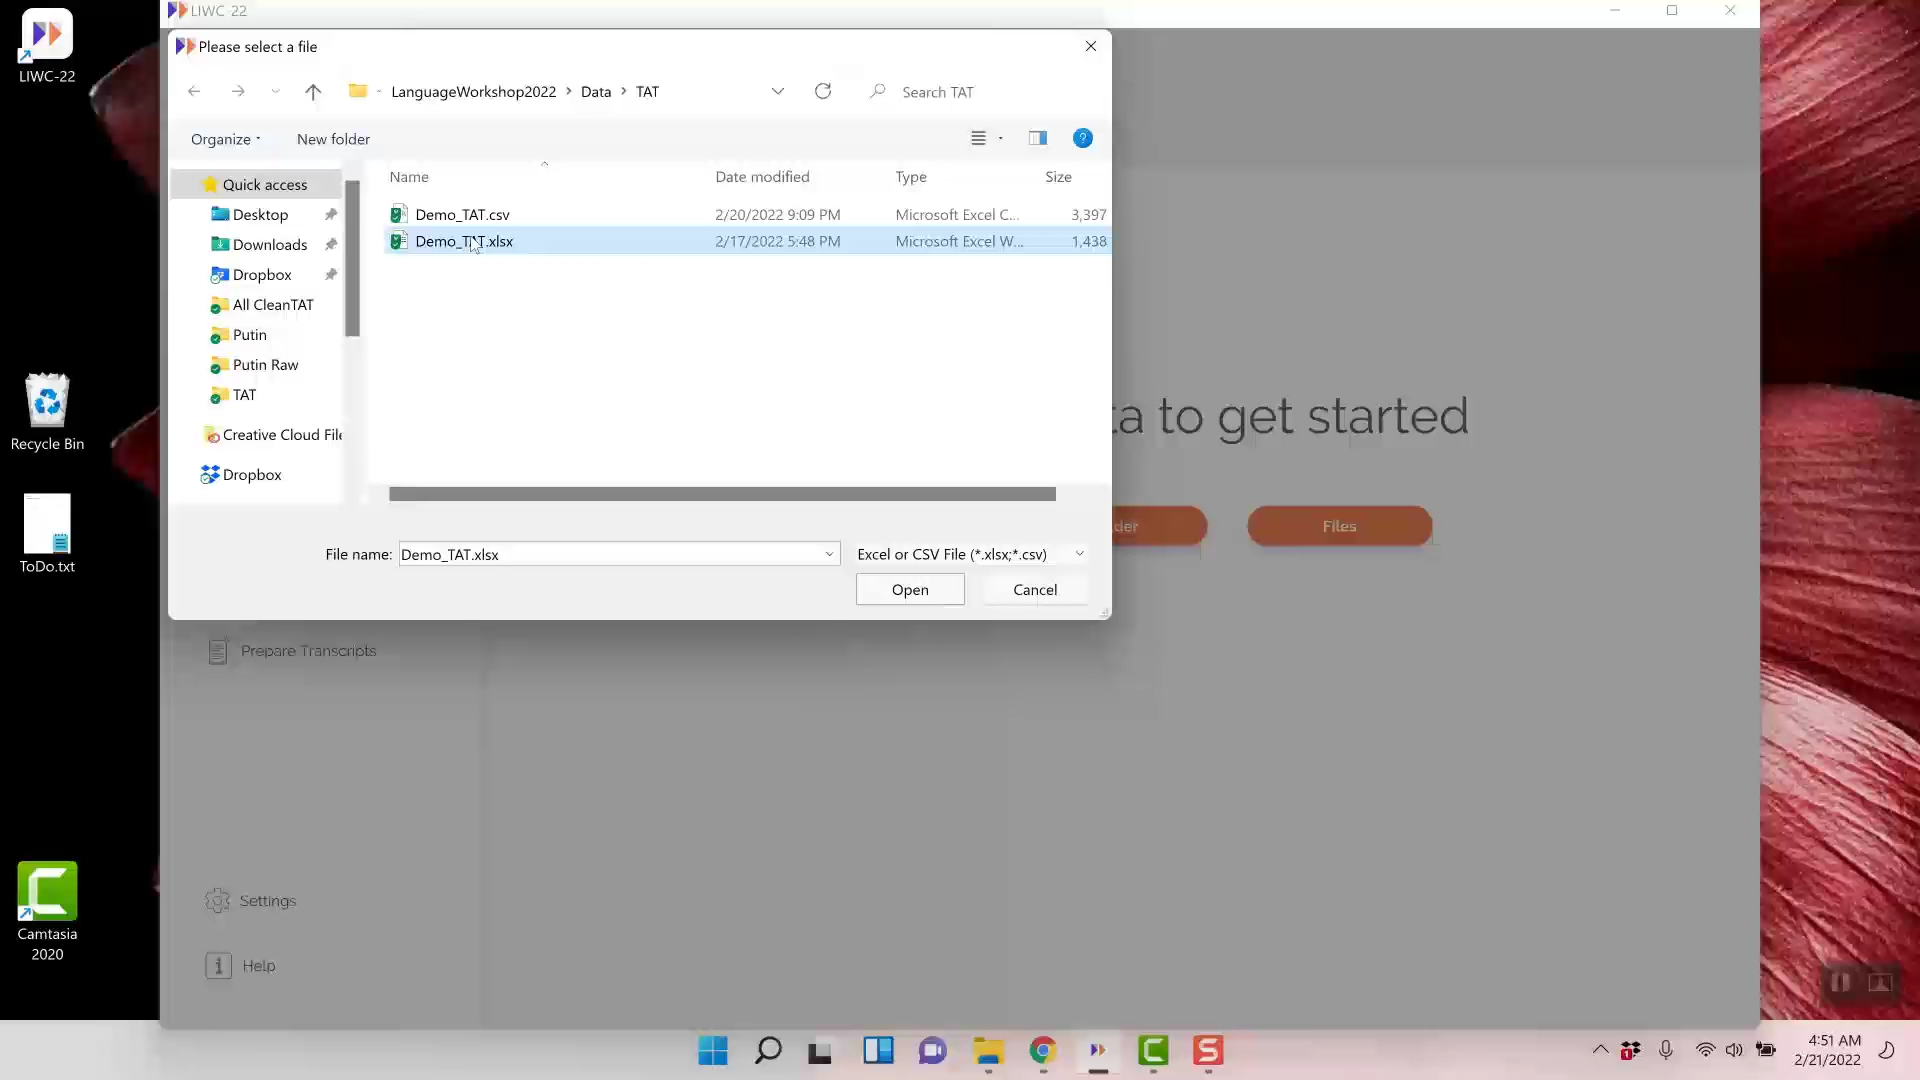 LIWC-22
LIWC-22
Please select a file
LanguageWorkshop2022 > Data > TAT
Search TAT
Organize
New folder
Name Date modified Type Size
Quick access
Desktop
Downloads
Dropbox
All CleanTAT
Putin
Putin Raw
TAT
Creative Cloud File
Dropbox
Demo_TAT.csv 2/20/2022 9:09 PM Microsoft Excel C... 3,397
Demo_TAT.xlsx 2/17/2022 5:48 PM Microsoft Excel W... 1,438
File name: Demo_TAT.xlsx
Excel or CSV File (*.xlsx;*.csv)
Open
Cancel
ta to get started
der
Files
Prepare Transcripts
Settings
Help
Recycle Bin
ToDo.txt
Camtasia
2020
4:51 AM
2/21/2022